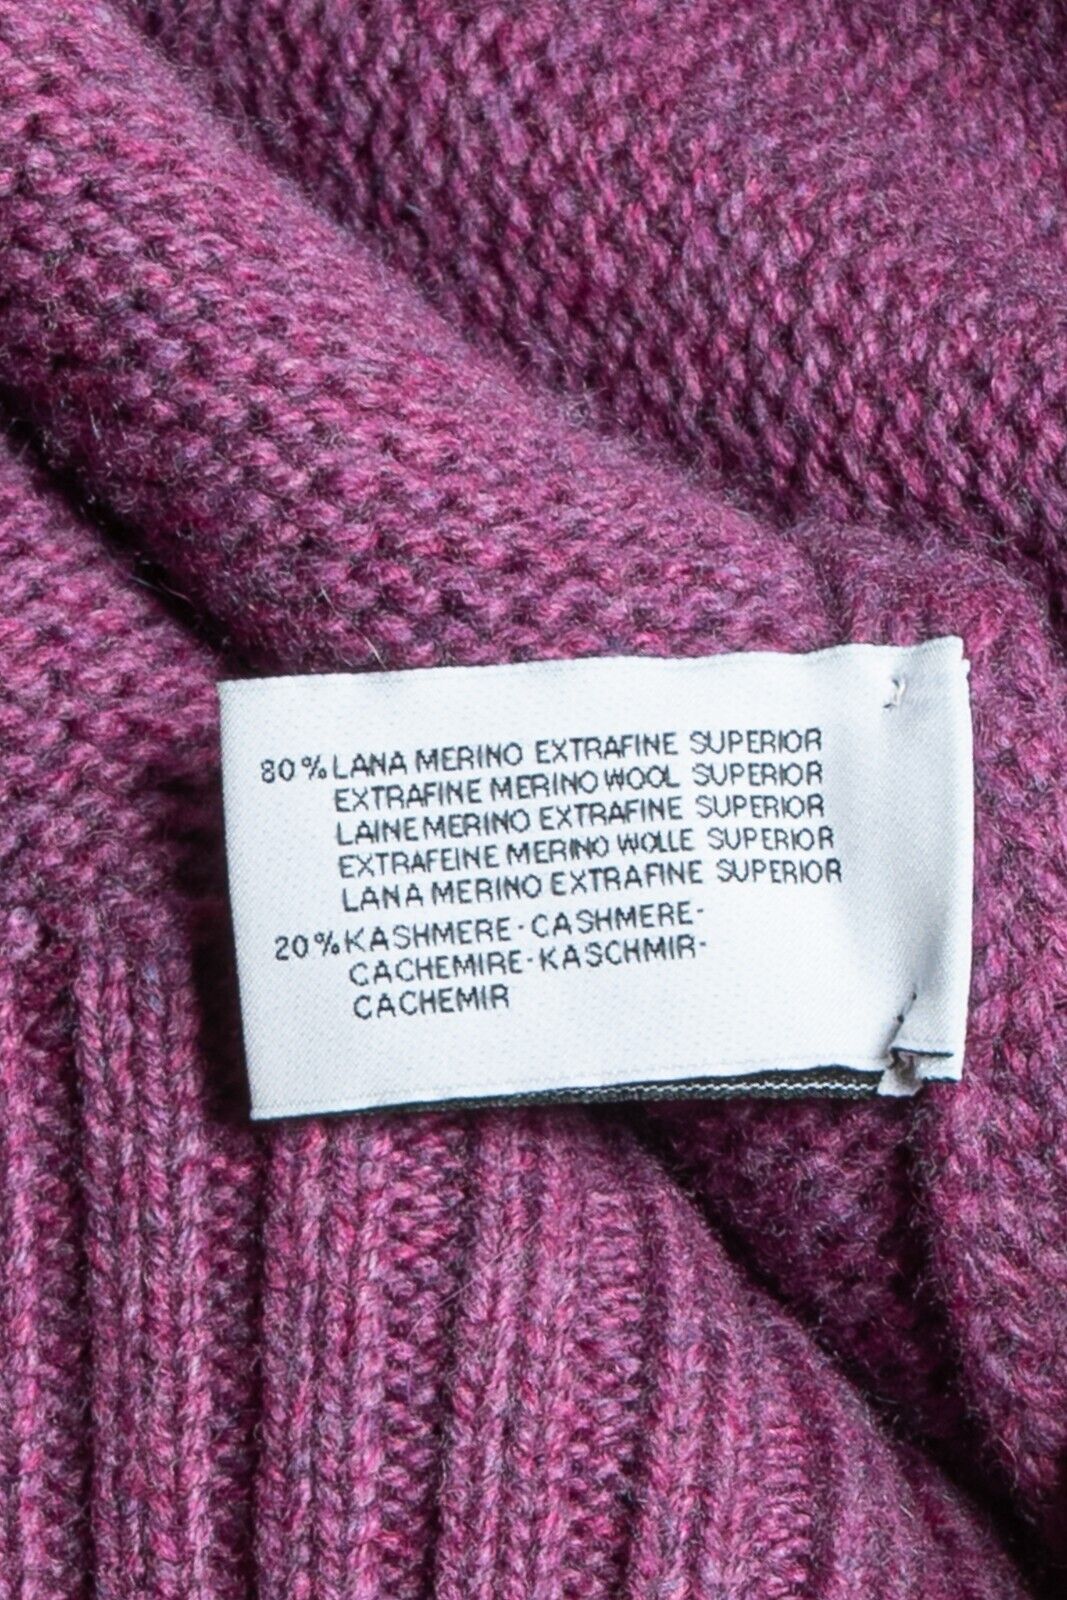 80% LANA MERINO EXTRAFINE SUPERIOR
EXTRAFINE MERINO WOOL SUPERIOR
LAINE MERINO EXTRAFINE SUPERIOR
EXTRAFEINE MERINO WOLLE SUPERIOR
LANA MERINO EXTRAFINE SUPERIOR
20% KASHMERE-CASHMERE-
CACHEMIRE-KASCHMIR-
CACHEMIR